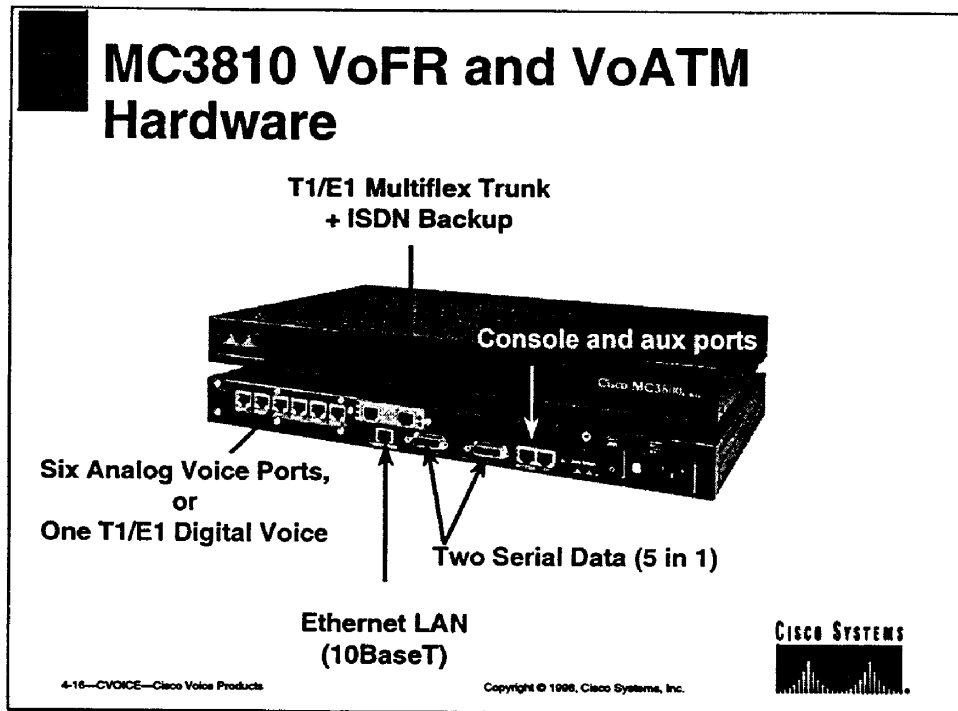 MC3810 VoFR and VoATM
Hardware
T1/E1 Multiflex Trunk
+ ISDN Backup
Console and aux ports
Cisco MC3810
Six Analog Voice Ports,
or
One T1/E1 Digital Voice
Two Serial Data (5 in 1)
Ethernet LAN
(10BaseT)
CISCO SYSTEMS
4-16—CVOICE—Cisco Voice Products
Copyright © 1998, Cisco Systems, Inc.